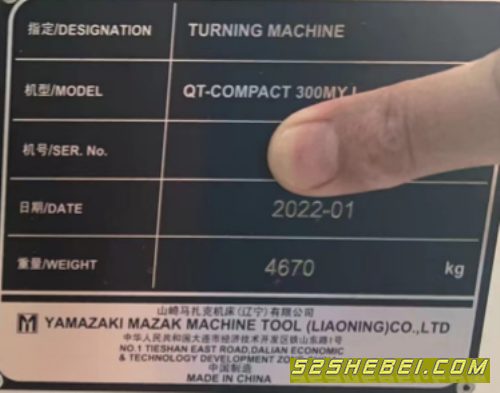 指定/DESIGNATION TURNING MACHINE
机型/MODEL QT-COMPACT 300MY L
机号/SER. No.
日期/DATE 2022-01
重量/WEIGHT 4670 kg
山崎马扎克机床(辽宁)有限公司
YAMAZAKI MAZAK MACHINE TOOL (LIAONING)CO.,LTD
中华人民共和国大连市经济技术开发区铁山东路1号
NO.1 TIESHAN EAST ROAD,DALIAN ECONOMIC
& TECHNOLOGY DEVELOPMENT ZONE
中国制造
MADE IN CHINA
52SHEBEI.COM